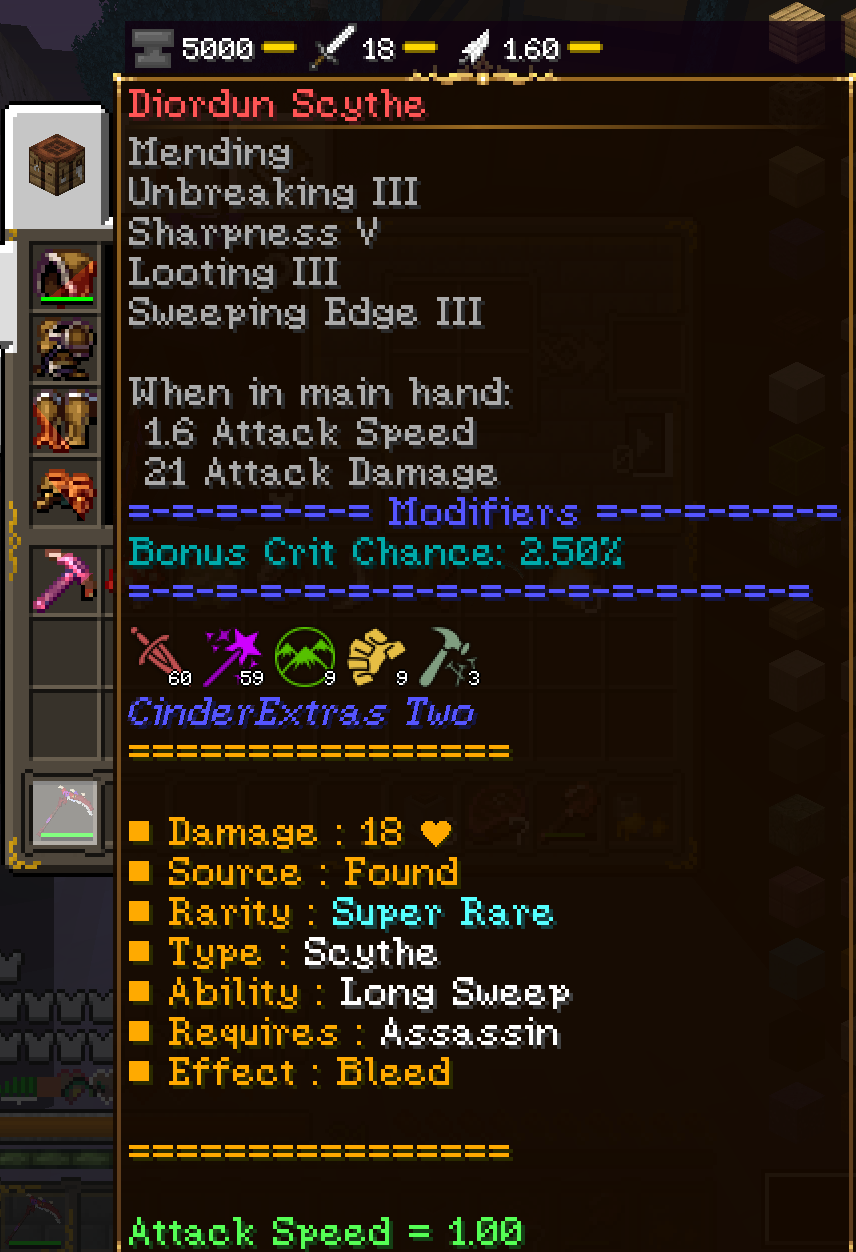 5000 18 1.60
Diordun Scythe
Mending
Unbreaking III
Sharpness V
Looting III
Sweeping Edge III
When in main hand:
1.6 Attack Speed
21 Attack Damage
=-=-=-=-=-= Modifiers =-=-=-=-=-=
Bonus Crit Chance: 2.50%
=-=-=-=-=-=-=-=-=-=-=-=-=-=-=-=-=
60 59 9 9 3
CinderExtras Two
================
■ Damage : 18 ♥
■ Source : Found
■ Rarity : Super Rare
■ Type : Scythe
■ Ability : Long Sweep
■ Requires : Assassin
■ Effect : Bleed
================
Attack Speed = 1.00